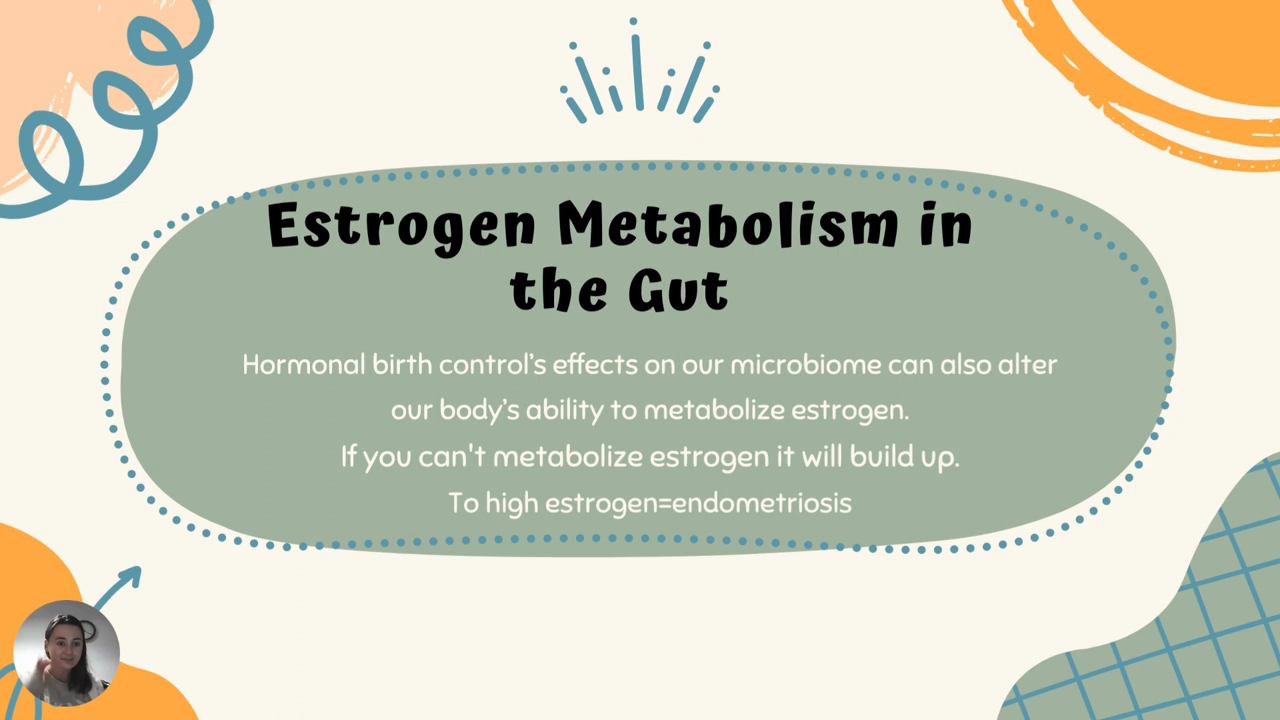 Estrogen Metabolism in
the Gut
Hormonal birth control's effects on our microbiome can also alter
our body's ability to metabolize estrogen.
If you can't metabolize estrogen it will build up.
To high estrogen=endometriosis